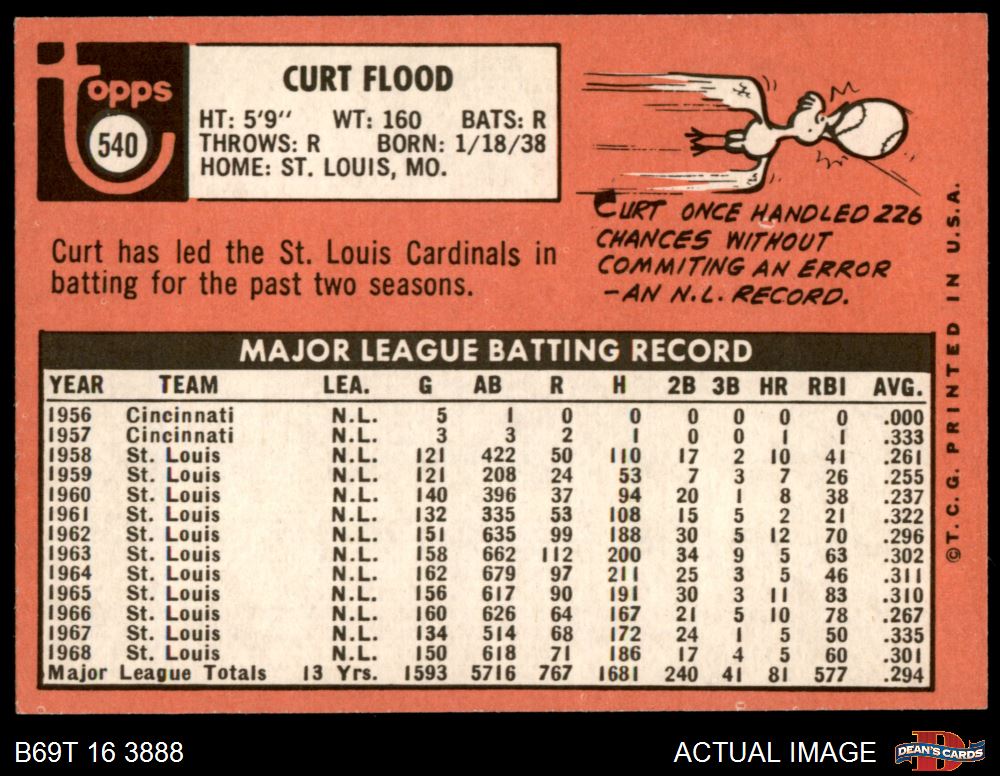 Topps
540
CURT FLOOD
HT: 5'9" WT: 160 BATS: R
THROWS: R BORN: 1/18/38
HOME: ST. LOUIS, MO.
Curt has led the St. Louis Cardinals in
batting for the past two seasons.
CURT ONCE HANDLED 226
CHANCES WITHOUT
COMMITING AN ERROR
-AN N.L. RECORD.
MAJOR LEAGUE BATTING RECORD
YEAR TEAM LEA. G AB R H 2B 3B HR RBI AVG.
1956 Cincinnati N.L. 5 1 0 0 0 0 0 0 .000
1957 Cincinnati N.L. 3 3 2 1 0 0 1 1 .333
1958 St. Louis N.L. 121 422 50 110 17 2 10 41 .261
1959 St. Louis N.L. 121 208 24 53 7 3 7 26 .255
1960 St. Louis N.L. 140 396 37 94 20 1 8 38 .237
1961 St. Louis N.L. 132 335 53 108 15 5 2 21 .322
1962 St. Louis N.L. 151 635 99 188 30 5 12 70 .296
1963 St. Louis N.L. 158 662 112 200 34 9 5 63 .302
1964 St. Louis N.L. 162 679 97 211 25 3 5 46 .311
1965 St. Louis N.L. 156 617 90 191 30 3 11 83 .310
1966 St. Louis N.L. 160 626 64 167 21 5 10 78 .267
1967 St. Louis N.L. 134 514 68 172 24 1 5 50 .335
1968 St. Louis N.L. 150 618 71 186 17 4 5 60 .301
Major League Totals 13 Yrs. 1593 5716 767 1681 240 41 81 577 .294
©T.C.G. PRINTED IN U.S.A.
B69T 16 3888
ACTUAL IMAGE
D
DEAN'S CARDS